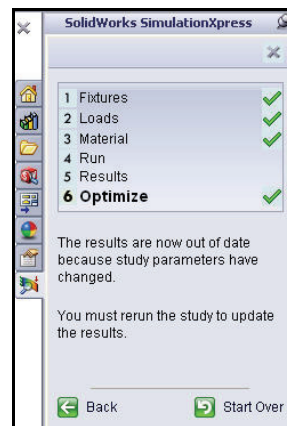 SolidWorks SimulationXpress
1 Fixtures
2 Loads
3 Material
4 Run
5 Results
6 Optimize
The results are now out of date
because study parameters have
changed.
You must rerun the study to update
the results.
Back
Start Over